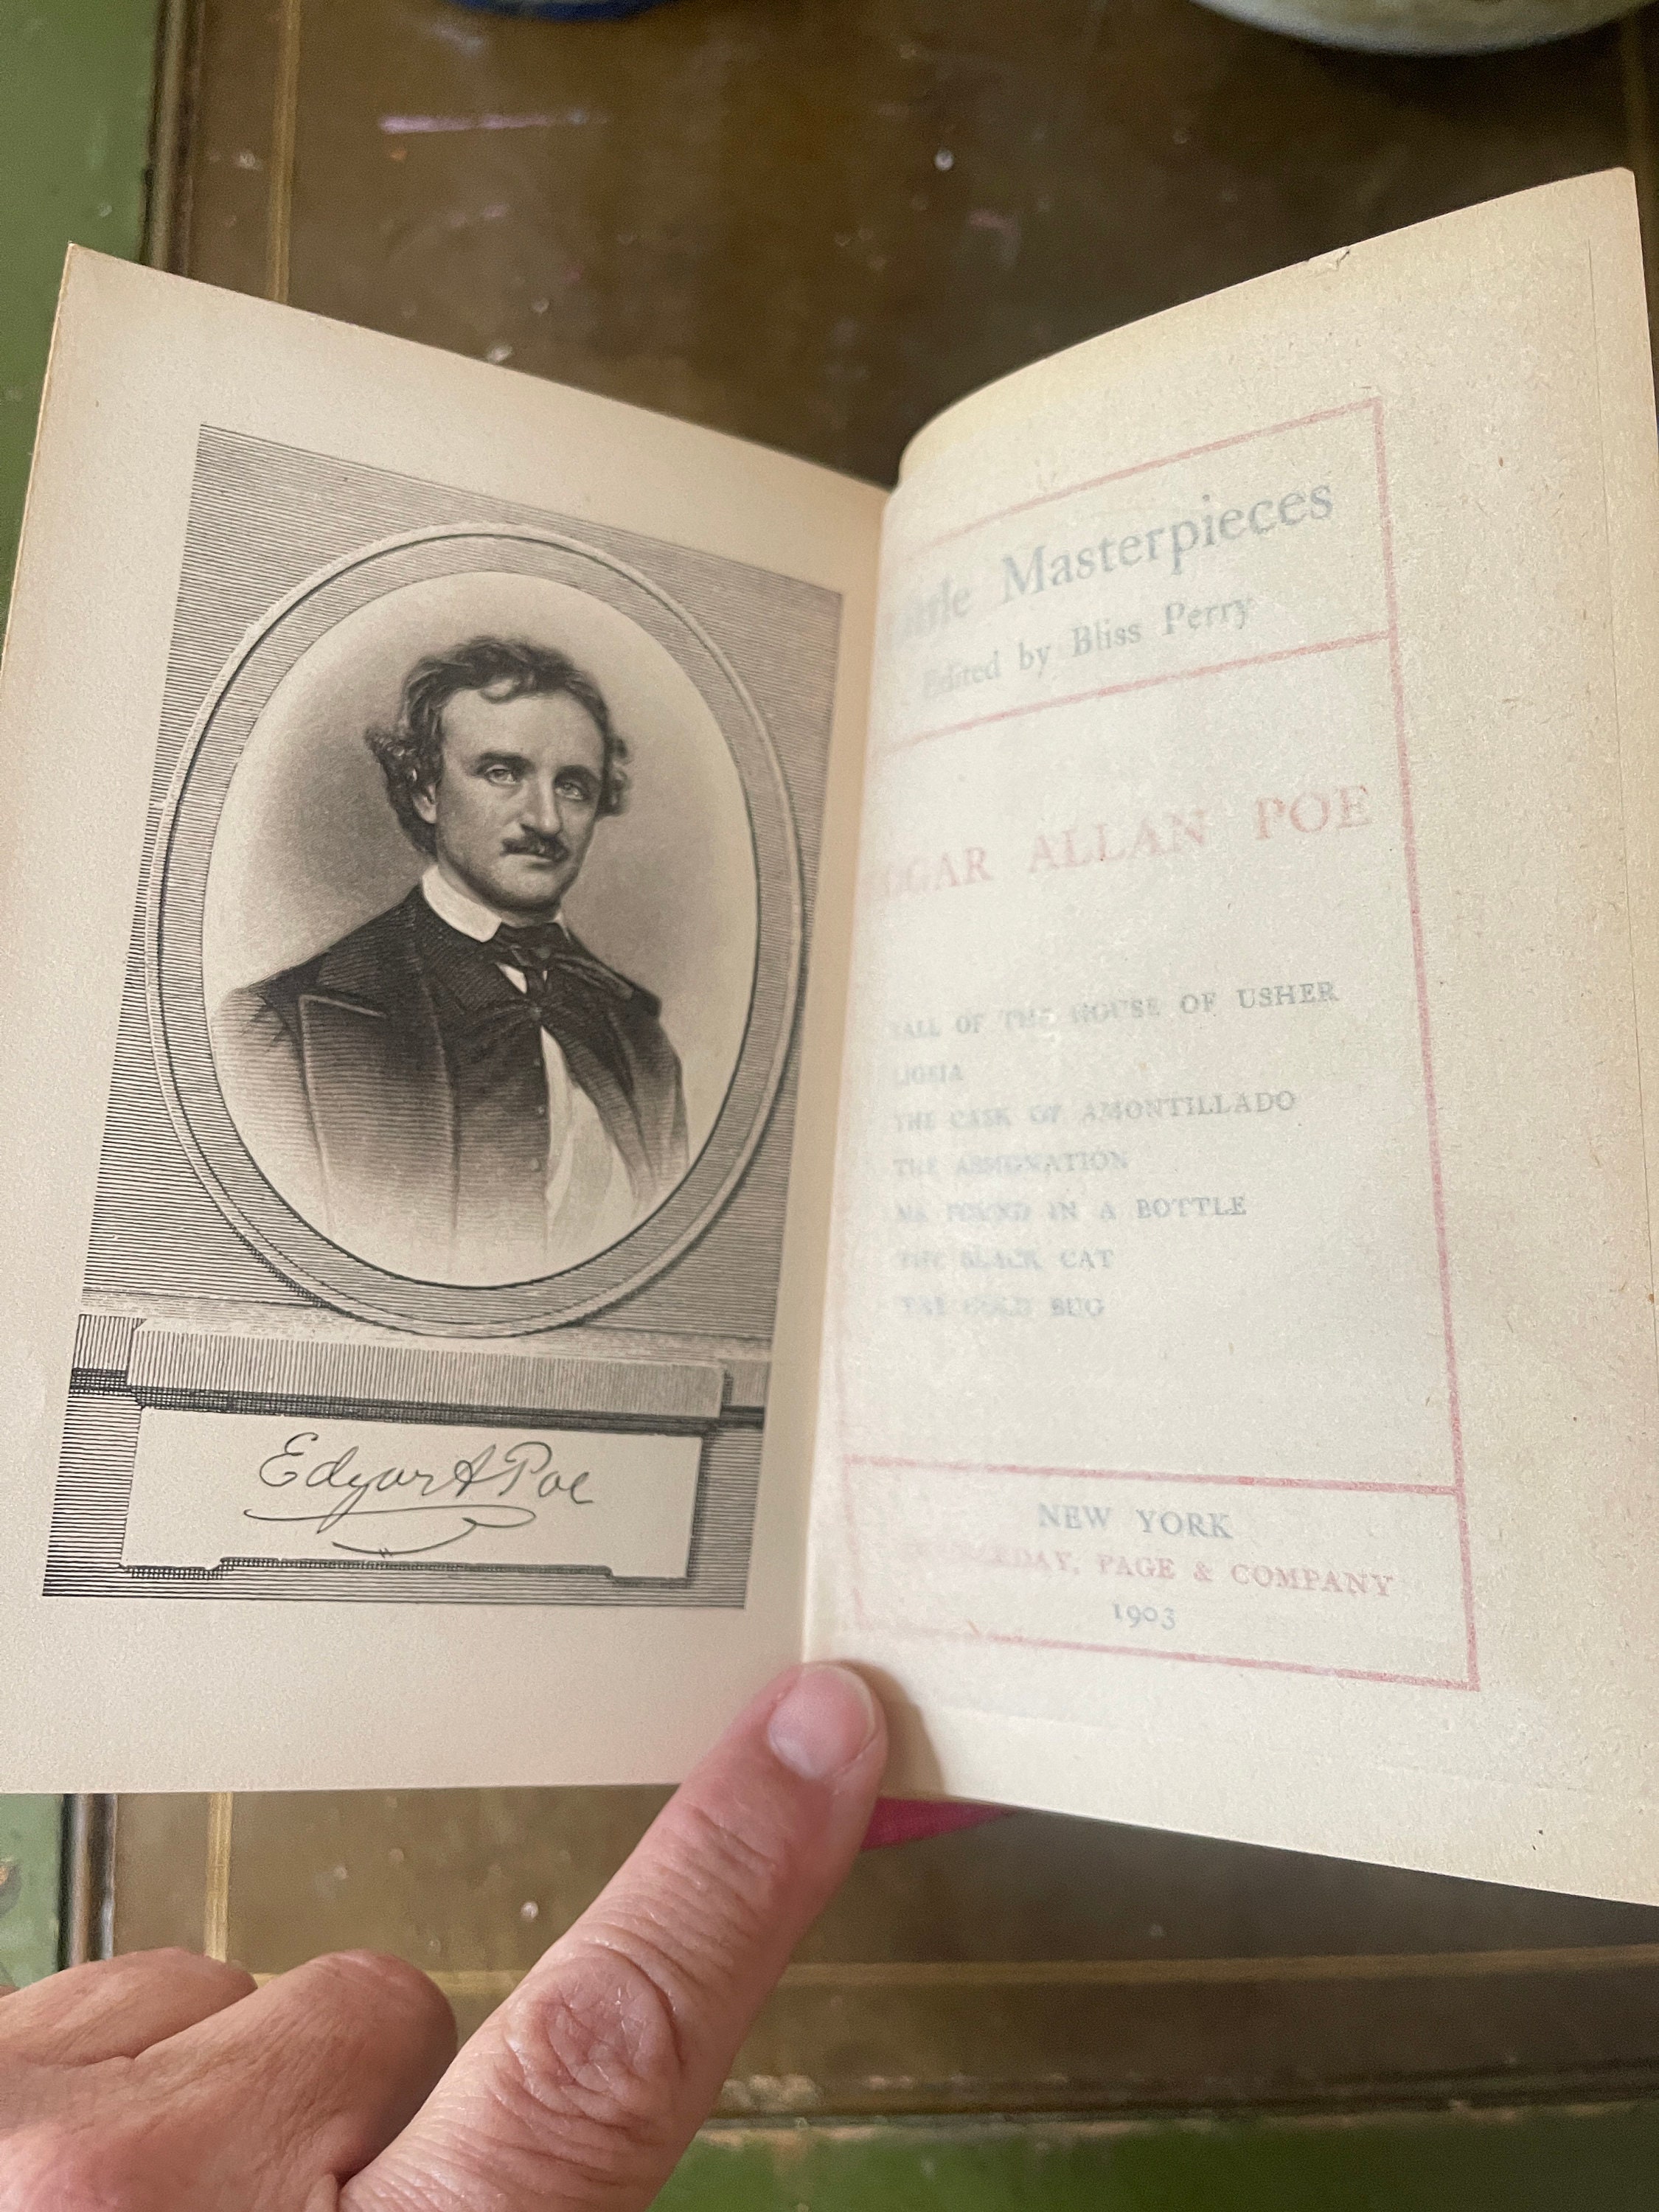 Edgar A Poe
Little Masterpieces
Edited by Bliss Perry
EDGAR ALLAN POE
FALL OF THE HOUSE OF USHER
LIGEIA
THE CASK OF AMONTILLADO
THE ASSIGNATION
MS. FOUND IN A BOTTLE
THE BLACK CAT
THE GOLD BUG
NEW YORK
DOUBLEDAY, PAGE & COMPANY
1903